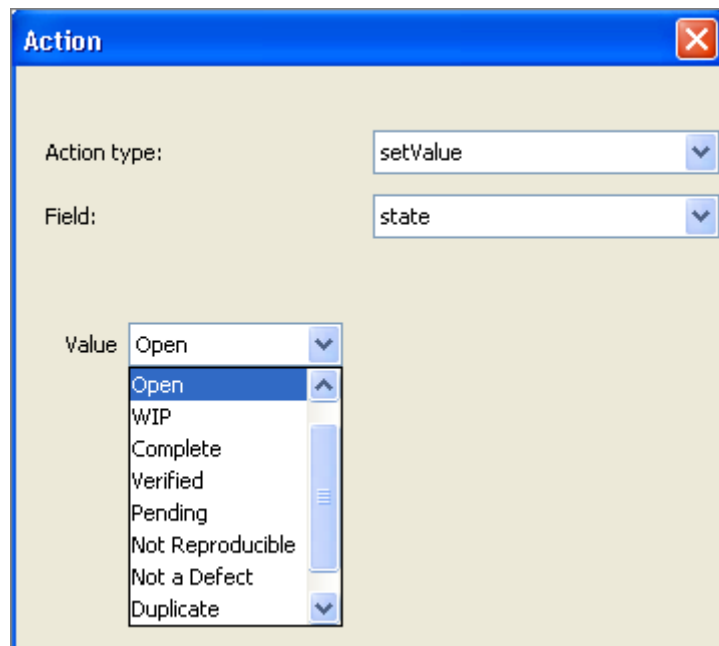 Action
Action type: setValue
Field: state
Value Open
Open
WIP
Complete
Verified
Pending
Not Reproducible
Not a Defect
Duplicate